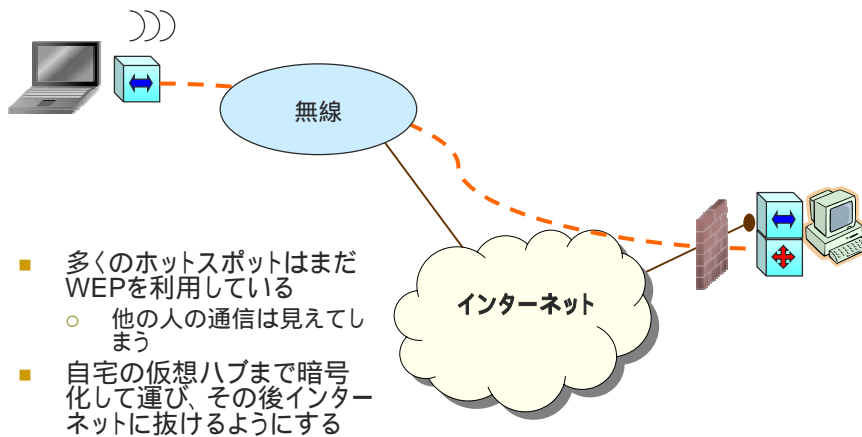 無線
インターネット
多くのホットスポットはまだ
WEPを利用している
他の人の通信は見えてし
まう
自宅の仮想ハブまで暗号
化して運び、その後インター
ネットに抜けるようにする